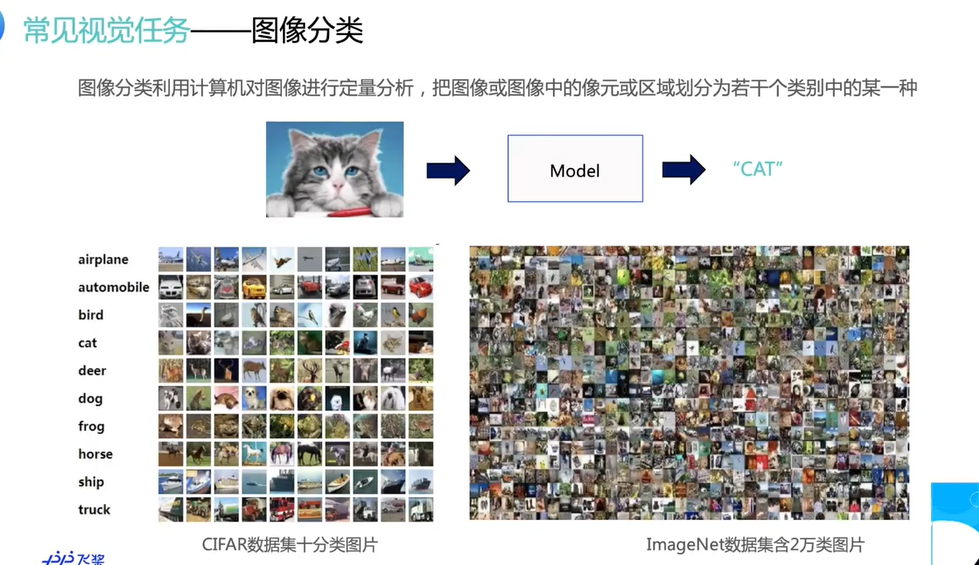 常见视觉任务——图像分类
图像分类利用计算机对图像进行定量分析，把图像或图像中的像元或区域划分为若干个类别中的某一种
Model
“CAT”
airplane
automobile
bird
cat
deer
dog
frog
horse
ship
truck
CIFAR数据集十分类图片
ImageNet数据集含2万类图片
飞桨